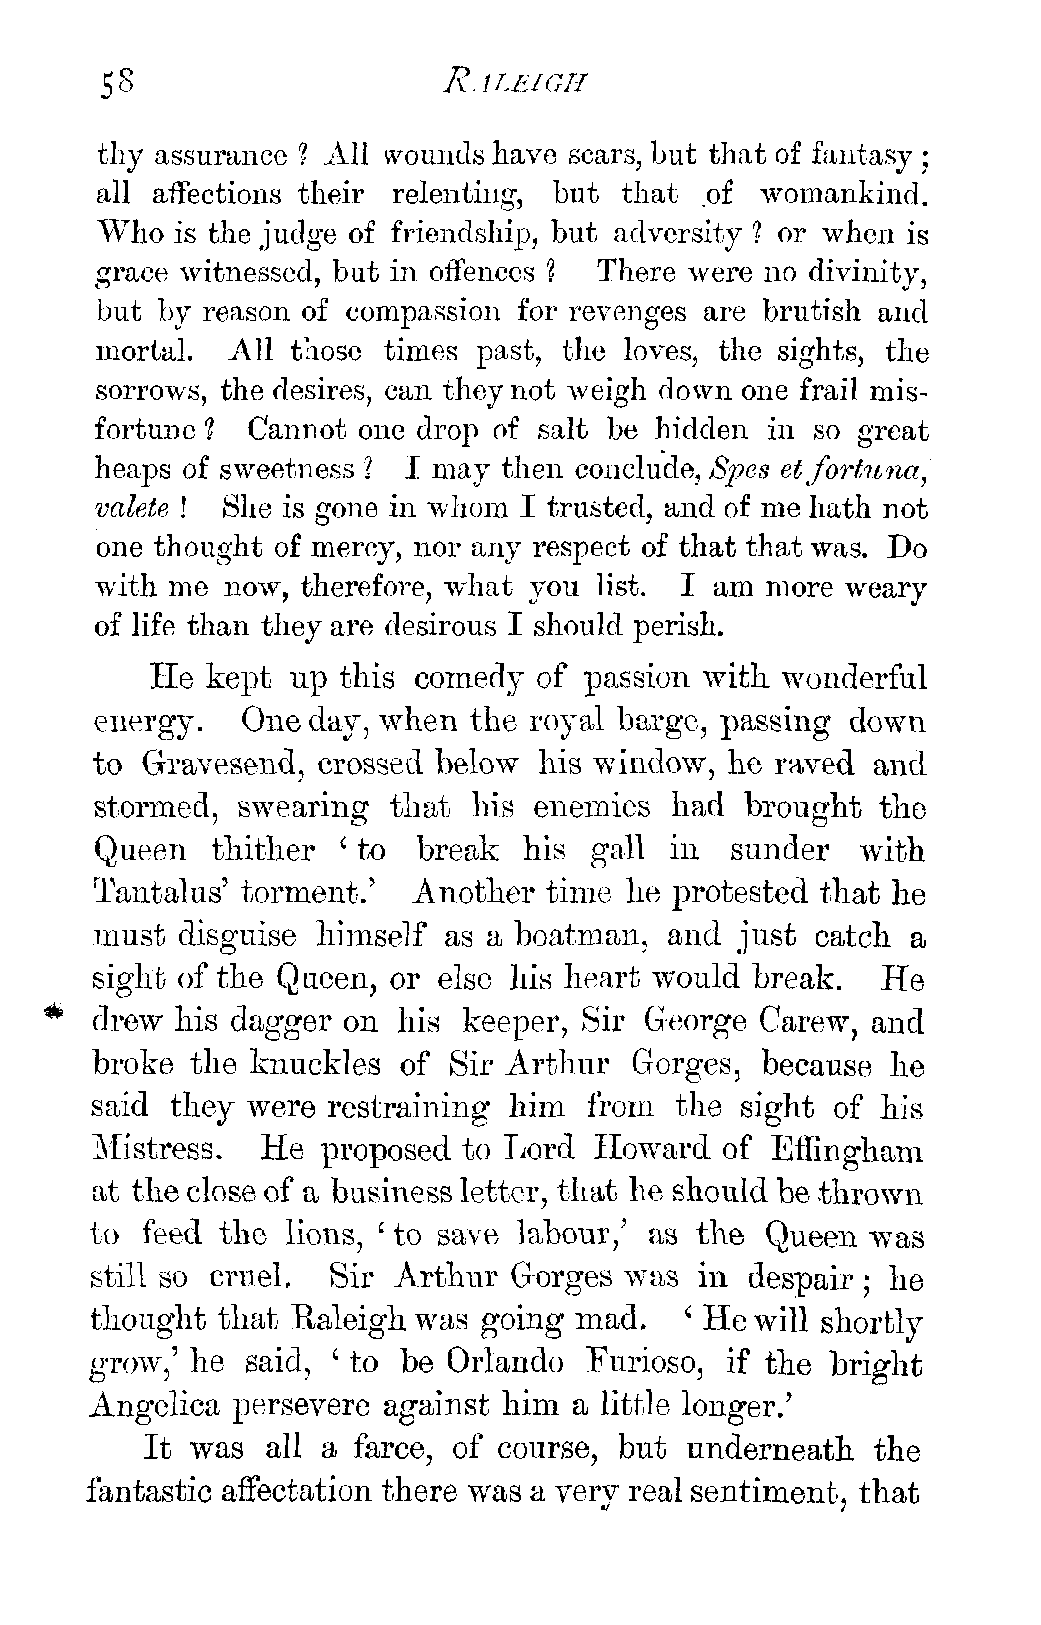 58 RALEIGH
thy assurance? All wounds have scars, but that of fantasy;
all affections their relenting, but that of womankind.
Who is the judge of friendship, but adversity? or when is
grace witnessed, but in offences? There were no divinity,
but by reason of compassion for revenges are brutish and
mortal. All those times past, the loves, the sights, the
sorrows, the desires, can they not weigh down one frail mis-
fortune? Cannot one drop of salt be hidden in so great
heaps of sweetness? I may then conclude, Spes et fortuna,
valete! She is gone in whom I trusted, and of me hath not
one thought of mercy, nor any respect of that that was. Do
with me now, therefore, what you list. I am more weary
of life than they are desirous I should perish.
He kept up this comedy of passion with wonderful
energy. One day, when the royal barge, passing down
to Gravesend, crossed below his window, he raved and
stormed, swearing that his enemies had brought the
Queen thither ‘to break his gall in sunder with
Tantalus’ torment.’ Another time he protested that he
must disguise himself as a boatman, and just catch a
sight of the Queen, or else his heart would break. He
* drew his dagger on his keeper, Sir George Carew, and
broke the knuckles of Sir Arthur Gorges, because he
said they were restraining him from the sight of his
Mistress. He proposed to Lord Howard of Effingham
at the close of a business letter, that he should be thrown
to feed the lions, ‘to save labour,’ as the Queen was
still so cruel. Sir Arthur Gorges was in despair; he
thought that Raleigh was going mad. ‘He will shortly
grow,’ he said, ‘to be Orlando Furioso, if the bright
Angelica persevere against him a little longer.’
It was all a farce, of course, but underneath the
fantastic affectation there was a very real sentiment, that